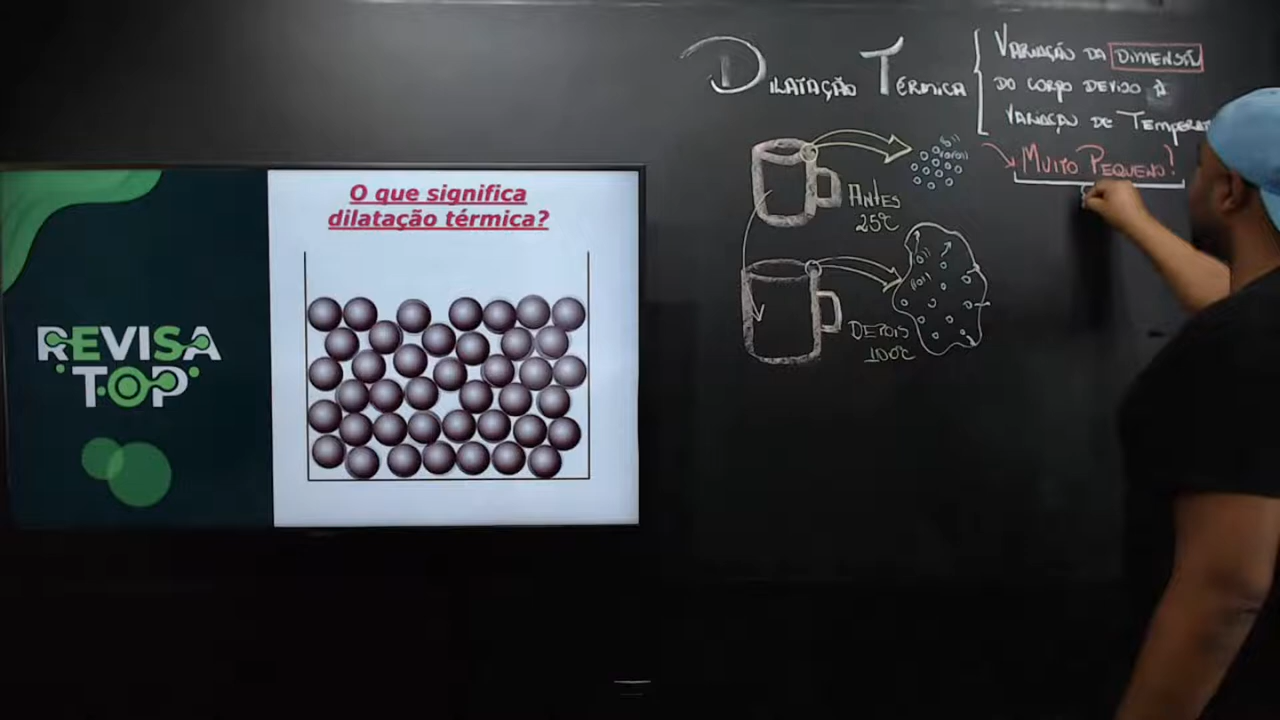 REVISA
TOP
O que significa
dilatação térmica?
DILATAÇÃO TÉRMICA
VARIAÇÃO DA DIMENSÃO
DO CORPO DEVIDO À
VARIAÇÃO DE
MUITO PEQUENO!
ANTES
25°C
DEPOIS
100°C